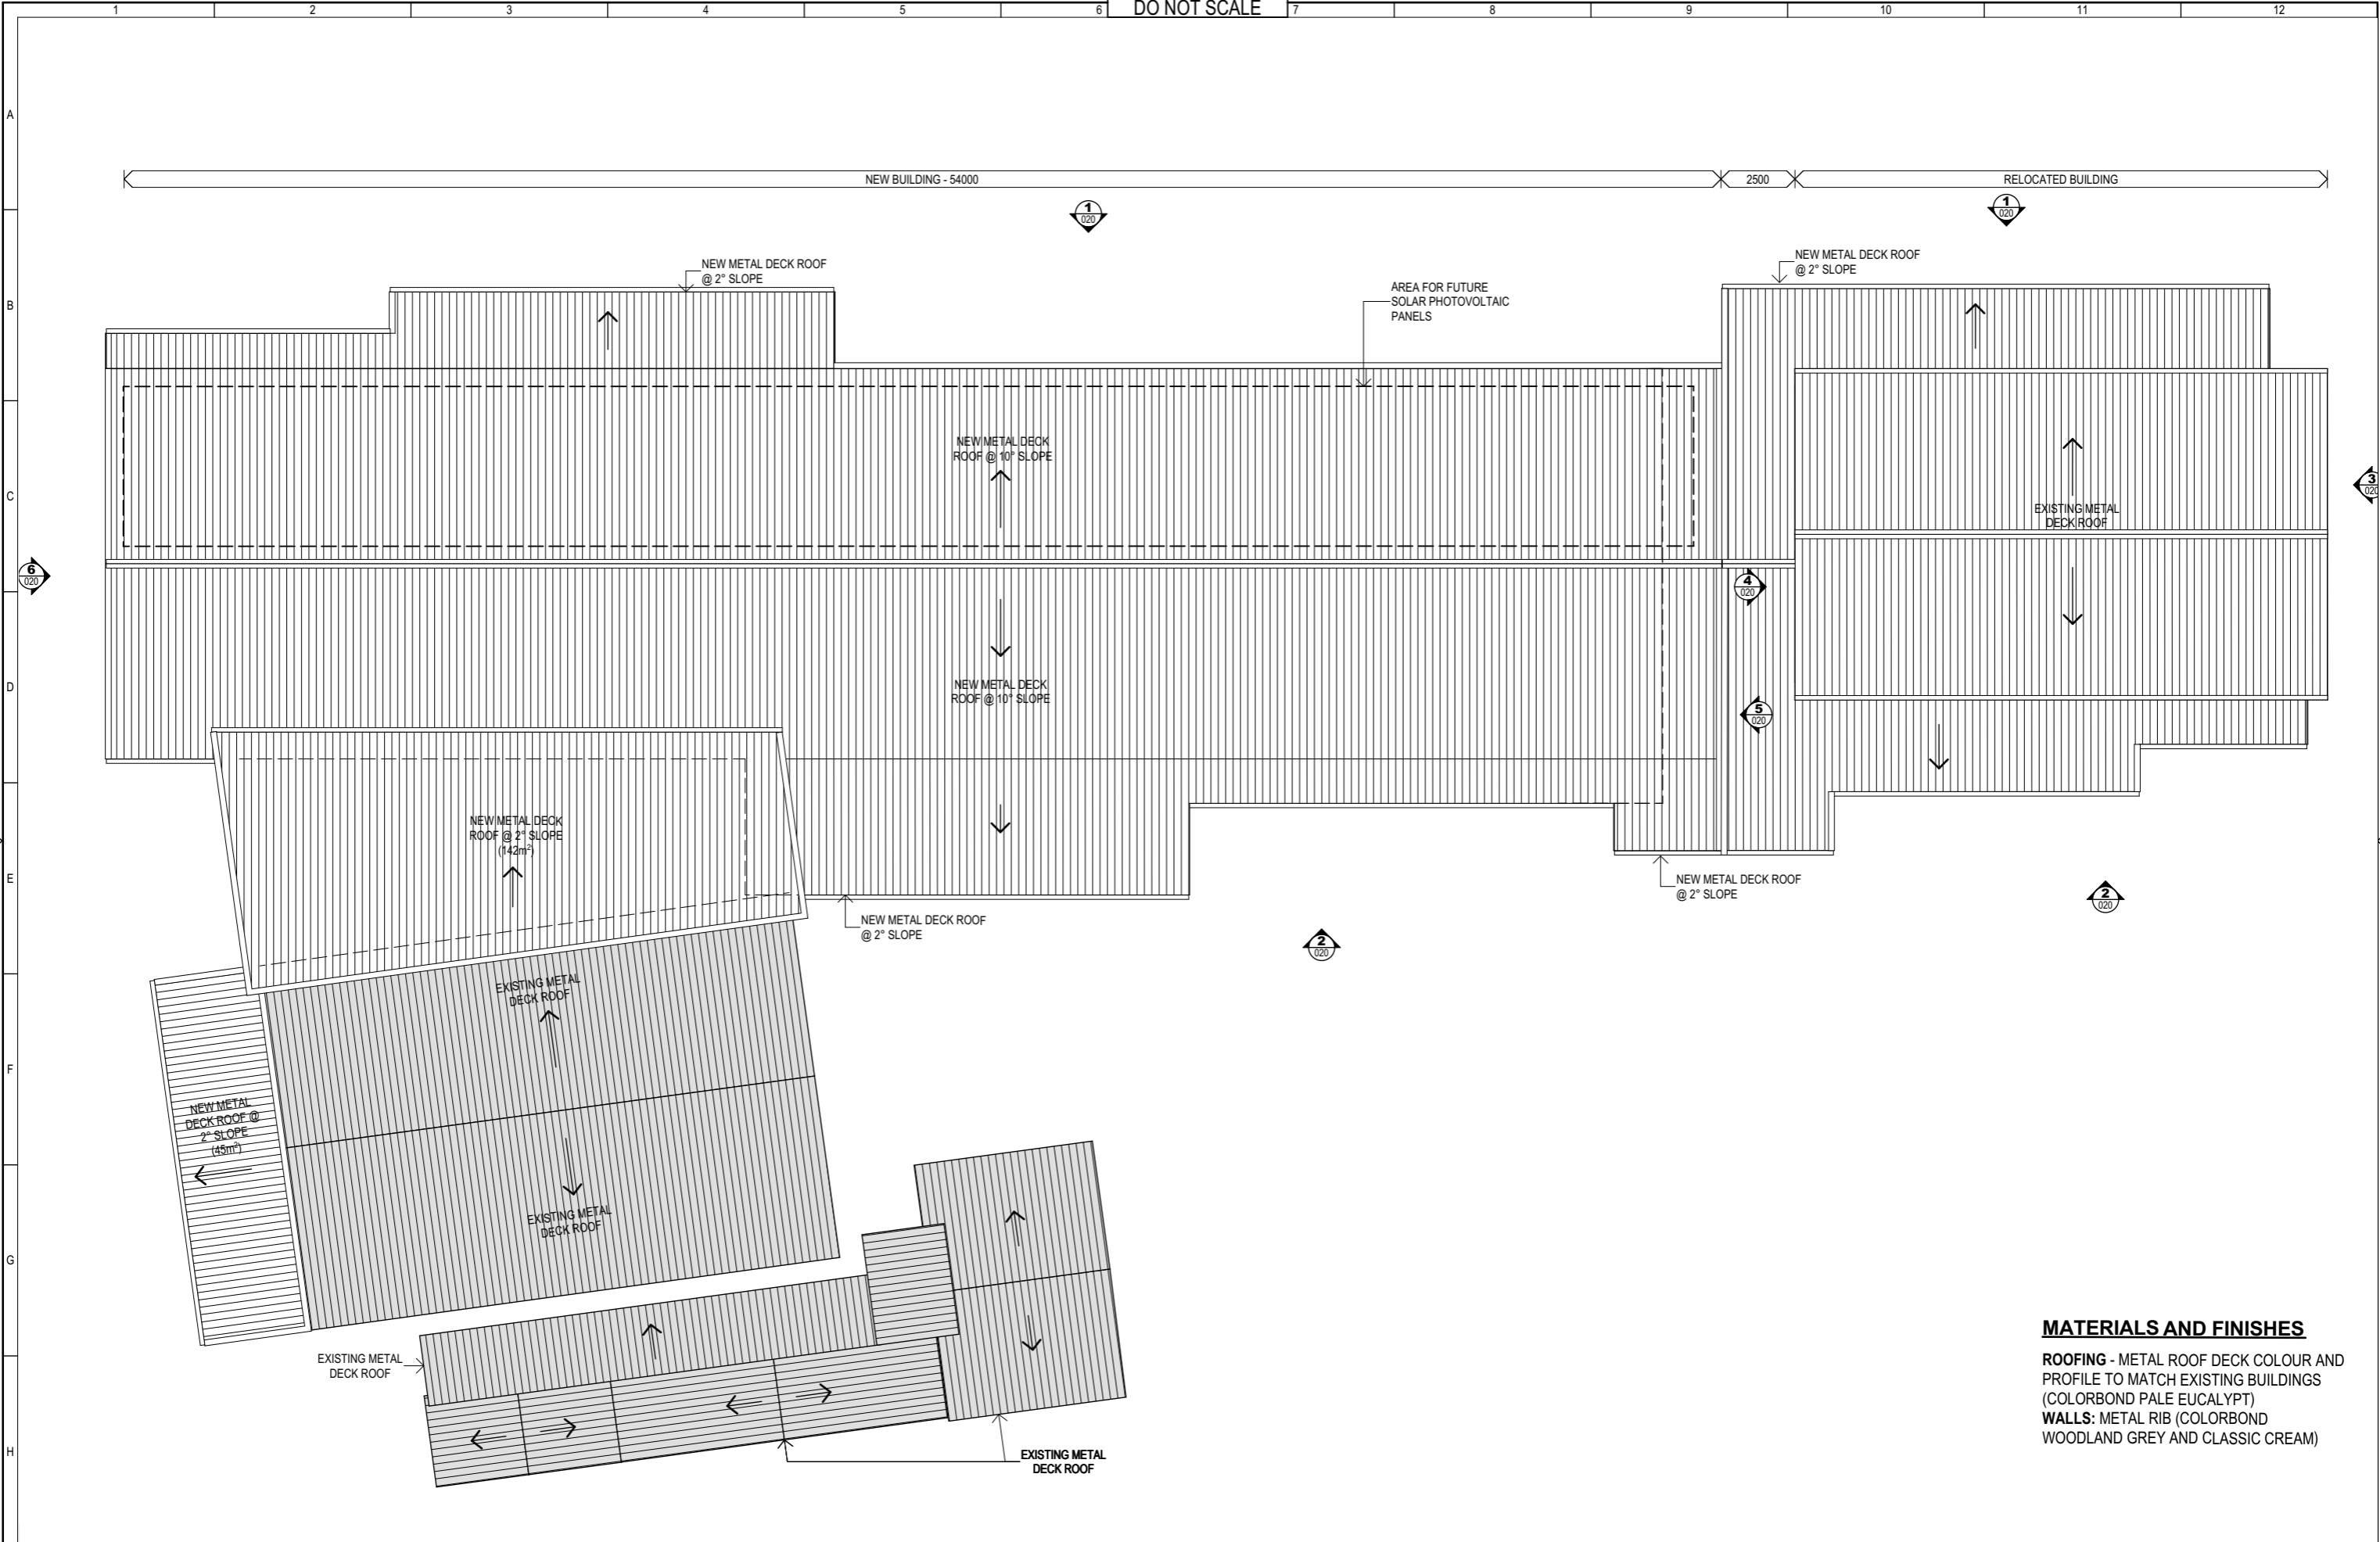 DO NOT SCALE
1 2 3 4 5 6 7 8 9 10 11 12
A
B
C
D
E
F
G
H
NEW BUILDING - 54000
2500
RELOCATED BUILDING
1
020
1
020
NEW METAL DECK ROOF
@ 2° SLOPE
AREA FOR FUTURE
SOLAR PHOTOVOLTAIC
PANELS
NEW METAL DECK ROOF
@ 2° SLOPE
NEW METAL DECK
ROOF @ 10° SLOPE
EXISTING METAL
DECK ROOF
3
020
6
020
4
020
NEW METAL DECK
ROOF @ 10° SLOPE
5
020
NEW METAL DECK
ROOF @ 2° SLOPE
(142m²)
NEW METAL DECK ROOF
@ 2° SLOPE
NEW METAL DECK ROOF
@ 2° SLOPE
2
020
2
020
EXISTING METAL
DECK ROOF
NEW METAL
DECK ROOF @
2° SLOPE
(45m²)
EXISTING METAL
DECK ROOF
EXISTING METAL
DECK ROOF
EXISTING METAL
DECK ROOF
MATERIALS AND FINISHES
ROOFING - METAL ROOF DECK COLOUR AND
PROFILE TO MATCH EXISTING BUILDINGS
(COLORBOND PALE EUCALYPT)
WALLS: METAL RIB (COLORBOND
WOODLAND GREY AND CLASSIC CREAM)